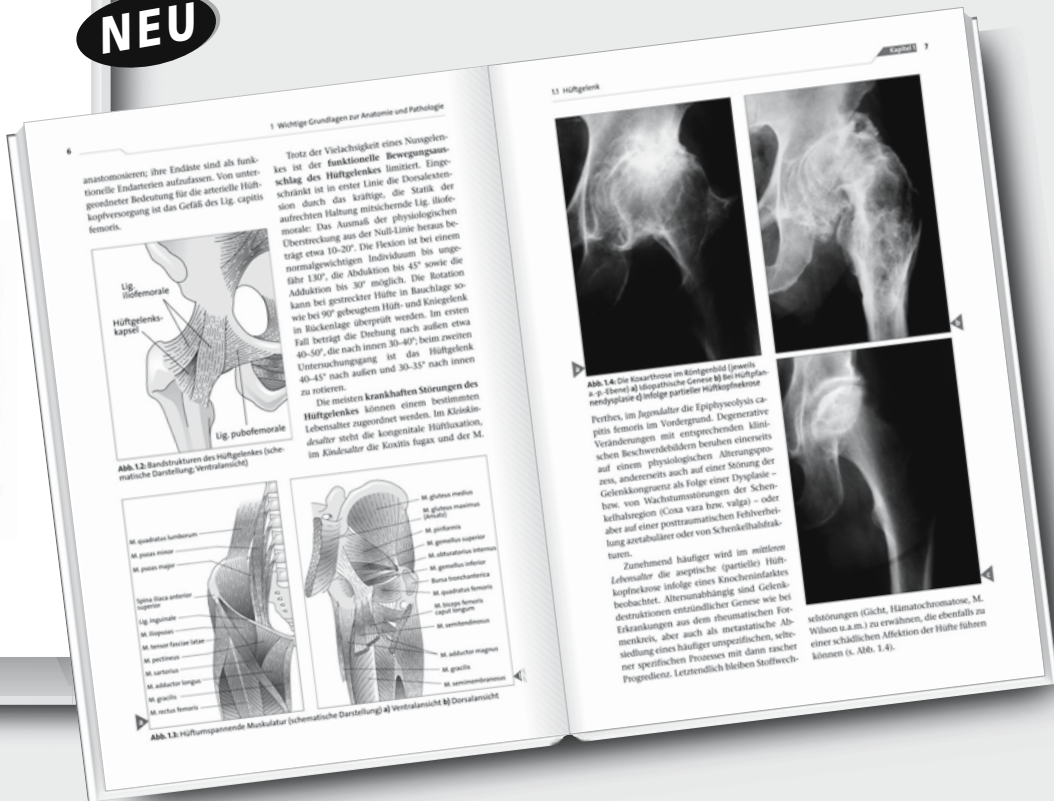 NEU
6
1 Wichtige Grundlagen zur Anatomie und Pathologie
anastomosieren; ihre Endäste sind als funk-
tionelle Endarterien aufzufassen. Von unter-
geordneter Bedeutung für die arterielle Hüft-
kopfversorgung ist das Gefäß des Lig. capitis
femoris.
Lig.
iliofemorale
Hüftgelenks-
kapsel
Lig. pubofemorale
Abb. 1.2: Bandstrukturen des Hüftgelenkes (sche-
matische Darstellung; Ventralansicht)
Trotz der Vielachsigkeit eines Nussgelen-
kes ist der funktionelle Bewegungsaus-
schlag des Hüftgelenkes limitiert. Einge-
schränkt ist in erster Linie die Dorsalexten-
sion durch das kräftige, die Statik der
aufrechten Haltung mitsichernde Lig. iliofe-
morale: Das Ausmaß der physiologischen
Überstreckung aus der Null-Linie heraus be-
trägt etwa 10–20°. Die Flexion ist bei einem
normalgewichtigen Individuum bis unge-
fähr 130°, die Abduktion bis 45° sowie die
Adduktion bis 30° möglich. Die Rotation
kann bei gestreckter Hüfte in Bauchlage so-
wie bei 90° gebeugtem Hüft- und Kniegelenk
in Rückenlage überprüft werden. Im ersten
Fall beträgt die Drehung nach außen etwa
40–50°, die nach innen 30–40°; beim zweiten
Untersuchungsgang ist das Hüftgelenk
40–45° nach außen und 30–35° nach innen
zu rotieren.
Die meisten krankhaften Störungen des
Hüftgelenkes können einem bestimmten
Lebensalter zugeordnet werden. Im Kleinkin-
desalter steht die kongenitale Hüftluxation,
im Kindesalter die Koxitis fugax und der M.
M. quadratus lumborum
M. psoas minor
M. psoas major
Spina iliaca anterior
superior
Lig. inguinale
M. iliopsoas
M. tensor fasciae latae
M. pectineus
M. sartorius
M. adductor longus
M. gracilis
M. rectus femoris
M. gluteus medius
M. gluteus maximus
(Ansatz)
M. piriformis
M. gemellus superior
M. obturatorius internus
M. gemellus inferior
Bursa trochanterica
M. quadratus femoris
M. biceps femoris
caput longum
M. semitendinosus
M. adductor magnus
M. gracilis
M. semimembranosus
Abb. 1.3: Hüftumspannende Muskulatur (schematische Darstellung) a) Ventralansicht b) Dorsalansicht
1.1 Hüftgelenk
Kapitel 1
7
Abb. 1.4: Die Koxarthrose im Röntgenbild (jeweils
a.-p.-Ebene) a) Idiopathische Genese b) Bei Hüftpfan-
nendysplasie c) Infolge partieller Hüftkopfnekrose
Perthes, im Jugendalter die Epiphyseolysis ca-
pitis femoris im Vordergrund. Degenerative
Veränderungen mit entsprechenden klini-
schen Beschwerdebildern beruhen einerseits
auf einem physiologischen Alterungspro-
zess, andererseits auch auf einer Störung der
Gelenkkongruenz als Folge einer Dysplasie –
bzw. von Wachstumsstörungen der Schen-
kelhalsregion (Coxa vara bzw. valga) – oder
aber auf einer posttraumatischen Fehlverhei-
lung azetabulärer oder von Schenkelhalsfrak-
turen.
Zunehmend häufiger wird im mittleren
Lebensalter die aseptische (partielle) Hüft-
kopfnekrose infolge eines Knocheninfarktes
beobachtet. Altersunabhängig sind Gelenk-
destruktionen entzündlicher Genese wie bei
Erkrankungen aus dem rheumatischen For-
menkreis, aber auch als metastatische Ab-
siedlung eines häufiger unspezifischen, selte-
ner spezifischen Prozesses mit dann rascher
Progredienz. Letztendlich bleiben Stoffwech-
selstörungen (Gicht, Hämatochromatose, M.
Wilson u.a.m.) zu erwähnen, die ebenfalls zu
einer schädlichen Affektion der Hüfte führen
können (s. Abb. 1.4).